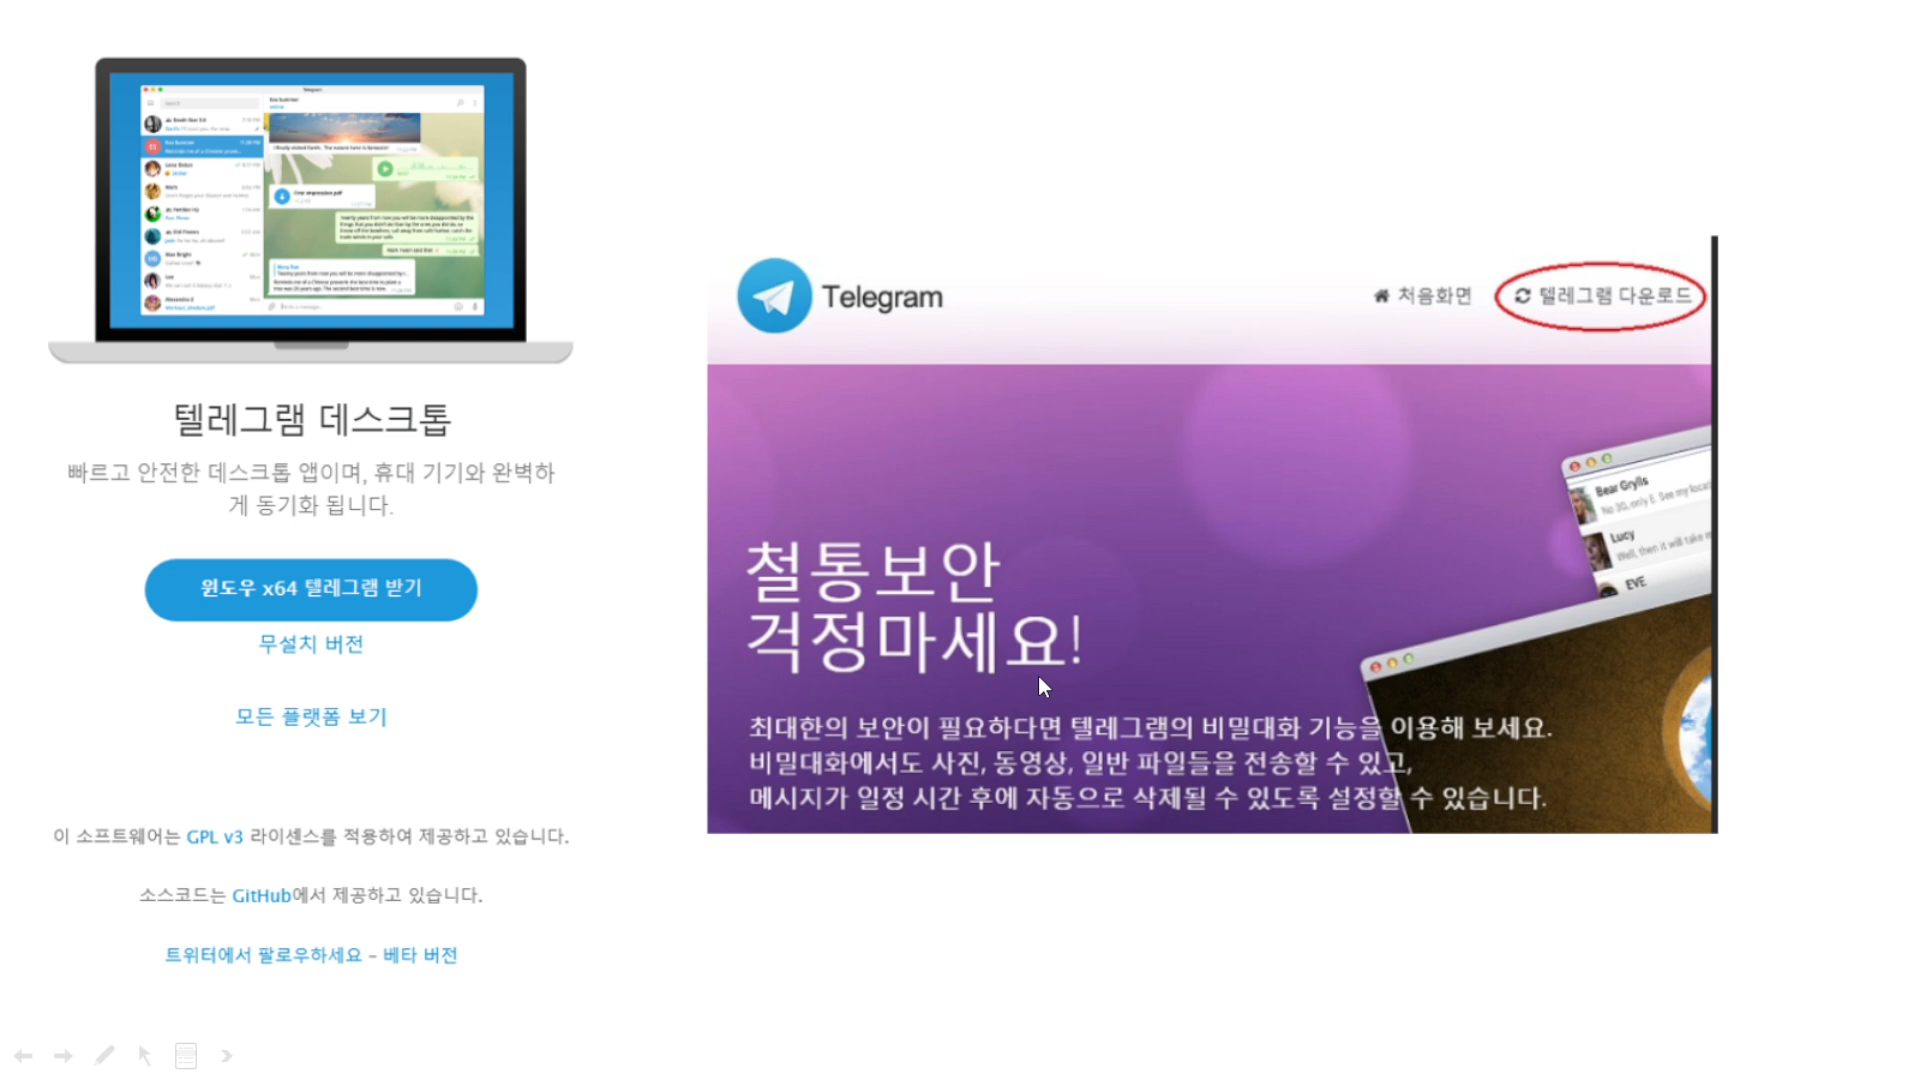 Telegram
텔레그램 데스크톱
빠르고 안전한 데스크톱 앱이며, 휴대 기기와 완벽하
게 동기화 됩니다.
윈도우 x64 텔레그램 받기
무설치 버전
모든 플랫폼 보기
이 소프트웨어는 GPL v3 라이센스를 적용하여 제공하고 있습니다.
소스코드는 GitHub에서 제공하고 있습니다.
트위터에서 팔로우하세요 – 베타 버전
Telegram
처음화면
텔레그램 다운로드
철통보안
걱정마세요!
최대한의 보안이 필요하다면 텔레그램의 비밀대화 기능을 이용해 보세요.
비밀대화에서도 사진, 동영상, 일반 파일들을 전송할 수 있고,
메시지가 일정 시간 후에 자동으로 삭제될 수 있도록 설정할 수 있습니다.
Bear Grylls
No 3G, only E. See my
Lucy
Well, then it will take
EVE